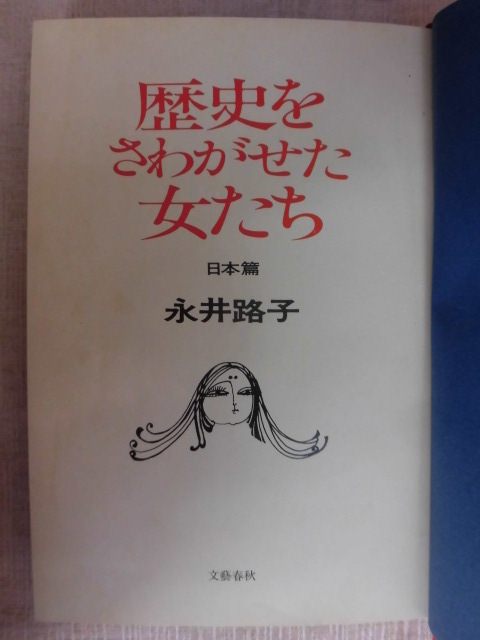 歴史を
さわがせた
女たち
日本篇
永井路子
文藝春秋